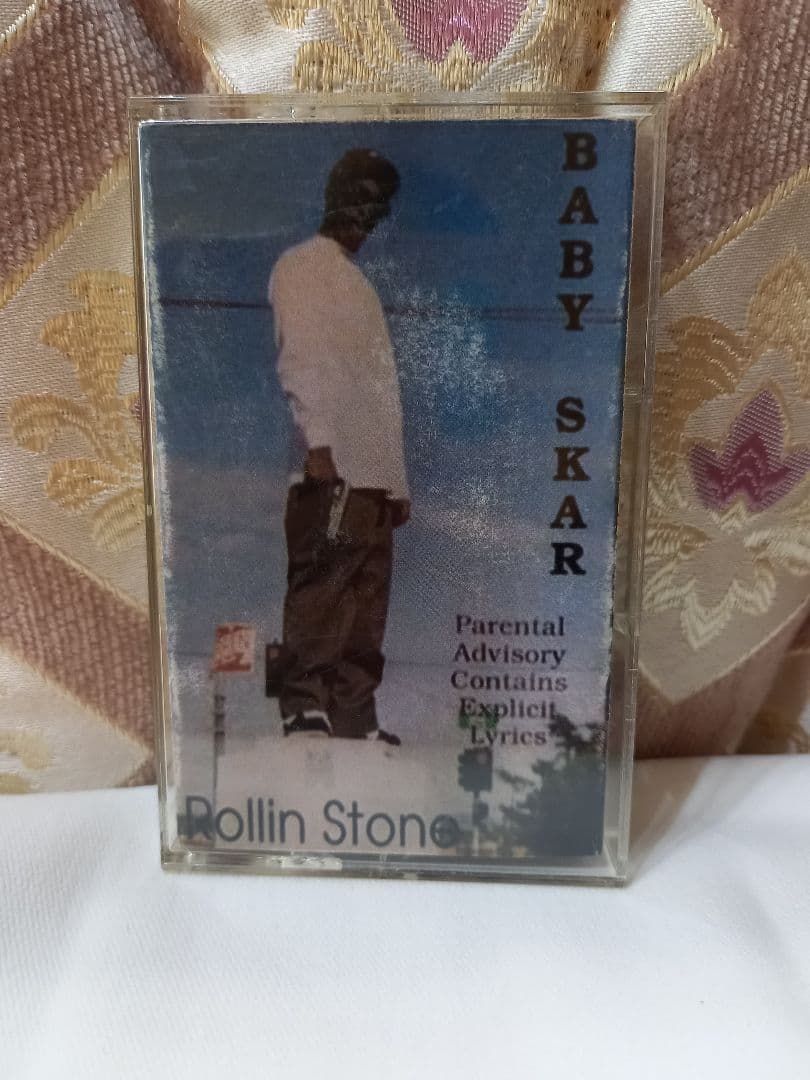 BABY SKAR
Parental
Advisory
Contains
Explicit
Lyrics
Rollin Stone